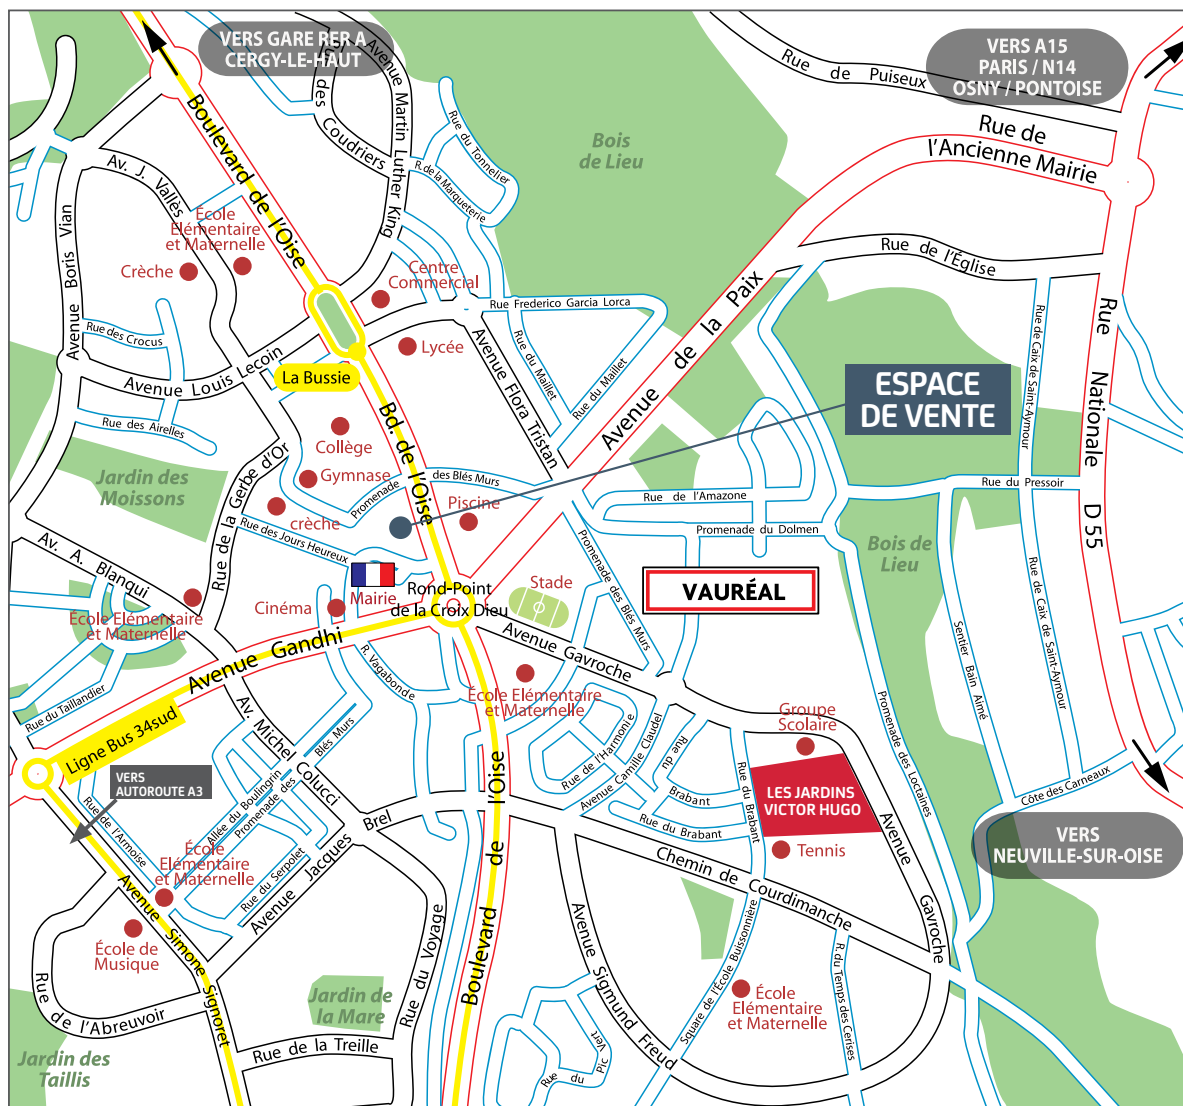 VERS GARE RER A
CERGY-LE-HAUT
VERS A15
PARIS / N14
OSNY / PONTOISE
Rue de Puiseux
Rue de
l'Ancienne Mairie
Bois
de Lieu
Avenue Martin Luther King
Rue des Coudriers
Rue du Tonnelier
R. de la Marqueterie
Boulevard de l'Oise
Av. J. Vallès
Avenue Boris Vian
École
Elémentaire
et Maternelle
Crèche
Centre
Commercial
Rue Frederico Garcia Lorca
Rue de l'Église
Avenue de la Paix
Rue des Crocus
Avenue Louis Lecoin
La Bussie
Lycée
Rue du Maillet
Rue du Maillet
Avenue Flora Tristan
ESPACE
DE VENTE
Rue de Caix de Saint-Aymour
Rue Nationale D 55
Rue des Airelles
Collège
Gymnase
Bd. de l'Oise
Jardin des
Moissons
Rue de la Gerbe d'Or
crèche
Promenade des Blés Murs
Piscine
Rue de l'Amazone
Promenade du Dolmen
Rue du Pressoir
Rue des Jours Heureux
Av. A. Blanqui
Bois de
Lieu
Mairie
Rond-Point
de la Croix Dieu
Stade
Promenade des Blés Murs
VAURÉAL
Cinéma
École Elémentaire
et Maternelle
Avenue Gandhi
R. Vagabonde
Avenue Gavroche
Rue de Caix de Saint-Aymour
Sentier Bain Aimé
École Elémentaire
et Maternelle
Rue du Taillandier
Ligne Bus 34sud
Av. Michel Colucci
Groupe
Scolaire
Rue de l'Harmonie
Avenue Camille Claudel
Rue du Brabant
Rue du Brabant
Rue du Brabant
Promenade des Loctaines
VERS
AUTOROUTE A3
LES JARDINS
VICTOR HUGO
Côte des Carneaux
VERS
NEUVILLE-SUR-OISE
Rue de l'Armoise
Allée du Boulingrin
Promenade des Blés Murs
Tennis
Avenue Gavroche
Chemin de Courdimanche
Boulevard de l'Oise
École
Elémentaire
et Maternelle
Rue du Serpolet
Avenue Jacques Brel
École de
Musique
Avenue Simone Signoret
Rue de l'Abreuvoir
Rue du Voyage
Jardin de
la Mare
Rue de la Treille
Jardin des
Taillis
Avenue Sigmund Freud
Square de l'École Buissonnière
École
Elémentaire
et Maternelle
R. du Temps des Cerises
Rue du Pic Vert